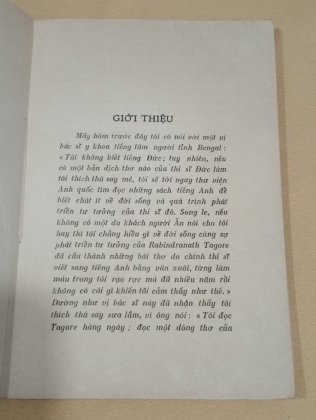 GIỚI THIỆU
Mấy hôm trước đây tôi có nói với một vị
bác sĩ y khoa tiếng tăm người tỉnh Bengal:
« Tôi không biết tiếng Đức; tuy nhiên, nếu
có một bản dịch thơ nào của thi sĩ Đức làm
tôi thích thú say mê, tôi sẽ tới ngay thư viện
Anh quốc tìm đọc những sách tiếng Anh để
biết chút ít về đời sống và quá trình phát
triển tư tưởng của thi sĩ đó. Song le, nếu
không có một du khách người Ấn nói cho tôi
hay thì tôi chẳng hiểu gì về đời sống cùng sự
phát triển tư tưởng của Rabindranath Tagore
đã cấu thành những bài thơ do chính thi sĩ
viết sang tiếng Anh bằng văn xuôi, từng làm
máu trong tôi rạo rực mà đã nhiều năm rồi
không có cái gì khiến tôi cảm thấy như thế. »
Dường như vị bác sĩ này đã nhận thấy tôi
thích thú say sưa lắm, vì ông nói: « Tôi đọc
Tagore hàng ngày; đọc một dòng thơ của